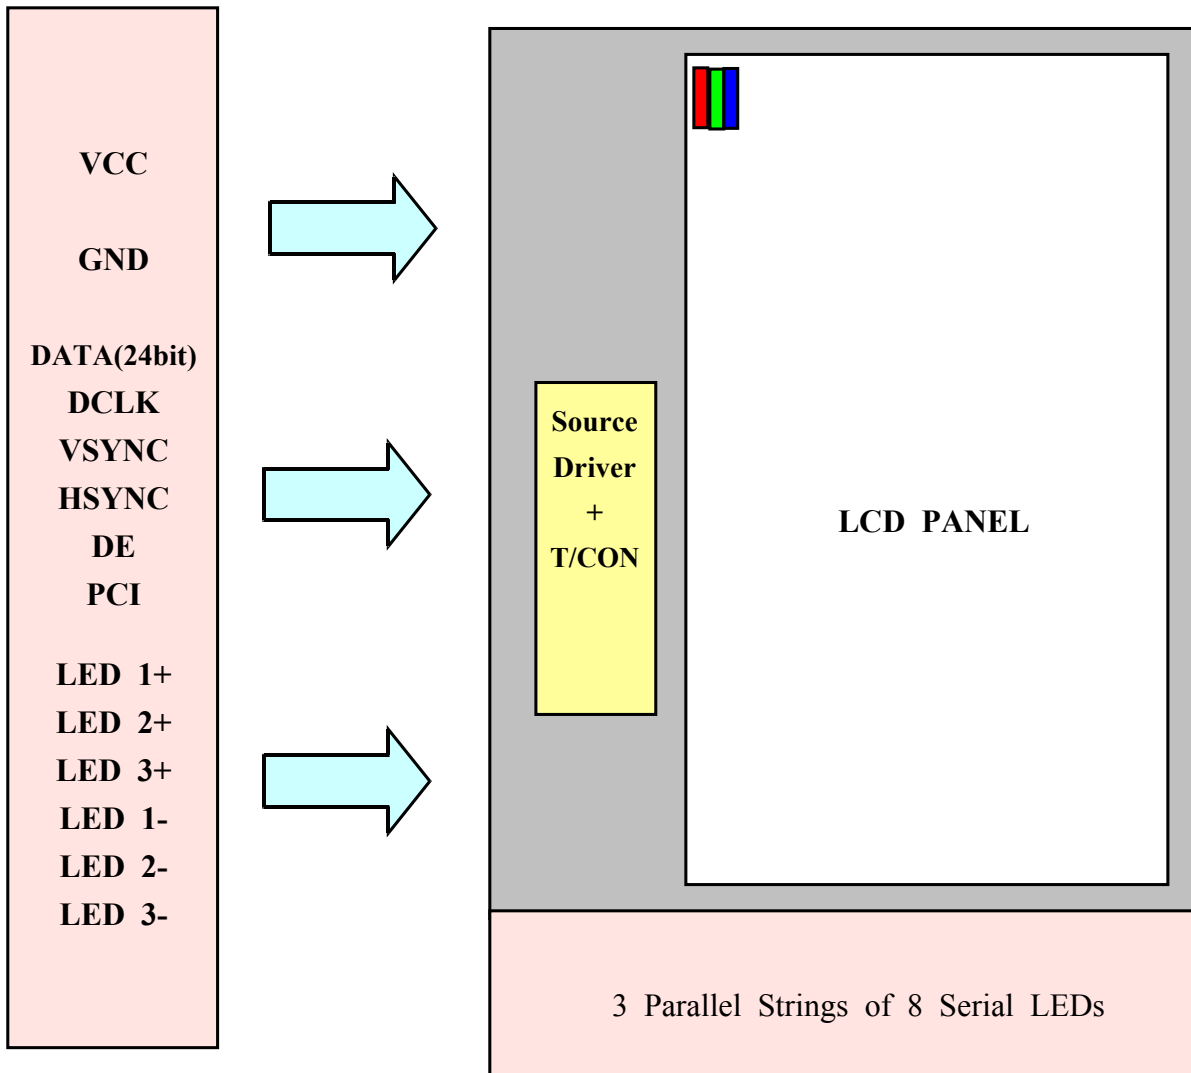 VCC
GND
DATA(24bit)
DCLK
VSYNC
HSYNC
DE
PCI
LED 1+
LED 2+
LED 3+
LED 1-
LED 2-
LED 3-
Source
Driver
+
T/CON
LCD PANEL
3 Parallel Strings of 8 Serial LEDs